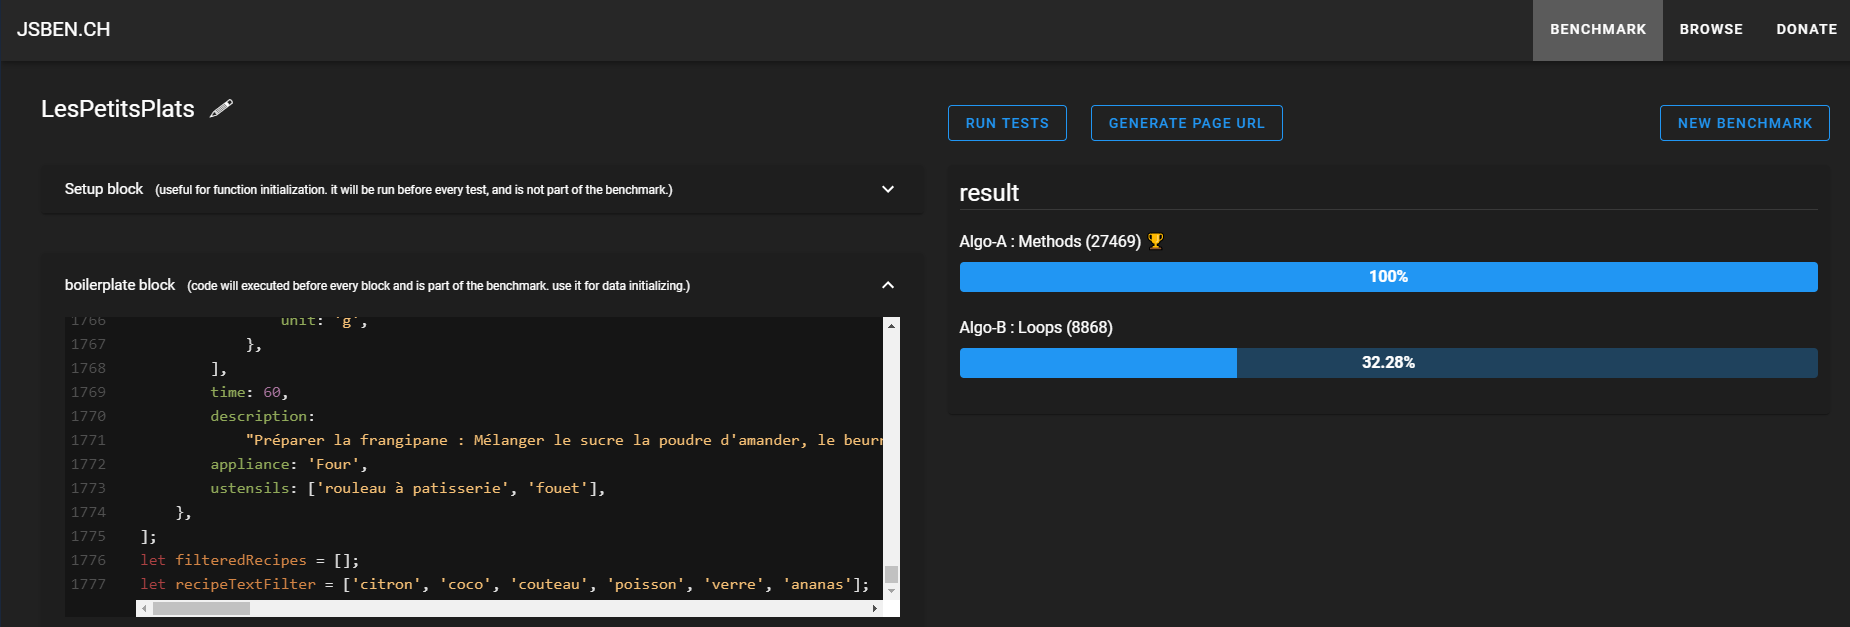 JSBEN.CH
BENCHMARK
BROWSE
DONATE
LesPetitsPlats
RUN TESTS
GENERATE PAGE URL
NEW BENCHMARK
Setup block (useful for function initialization. it will be run before every test, and is not part of the benchmark.)
boilerplate block (code will executed before every block and is part of the benchmark. use it for data initializing.)
1766 unit: 'g',
1767 },
1768 ],
1769 time: 60,
1770 description:
1771 "Préparer la frangipane : Mélanger le sucre la poudre d'amander, le beurr
1772 appliance: 'Four',
1773 ustensils: ['rouleau à patisserie', 'fouet'],
1774 },
1775 ];
1776 let filteredRecipes = [];
1777 let recipeTextFilter = ['citron', 'coco', 'couteau', 'poisson', 'verre', 'ananas'];
result
Algo-A : Methods (27469)
100%
Algo-B : Loops (8868)
32.28%